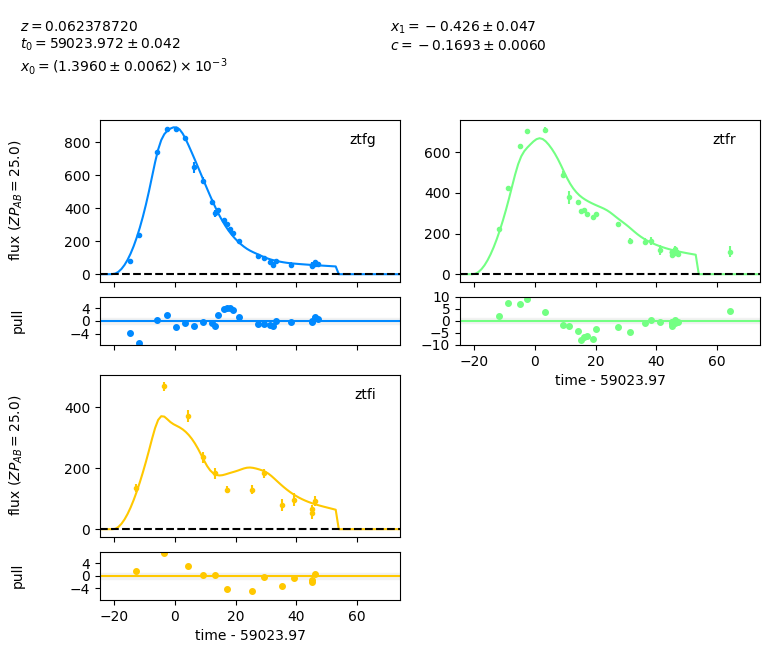 z = 0.062378720
t₀ = 59023.972 ± 0.042
x₀ = (1.3960 ± 0.0062) × 10⁻³
x₁ = −0.426 ± 0.047
c = −0.1693 ± 0.0060
flux (ZP_AB = 25.0)
800
600
400
200
0
ztfg
600
400
200
0
ztfr
pull
4
0
−4
10
5
0
−5
−10
−20 0 20 40 60
time - 59023.97
flux (ZP_AB = 25.0)
400
200
0
ztfi
pull
4
0
−4
−20 0 20 40 60
time - 59023.97